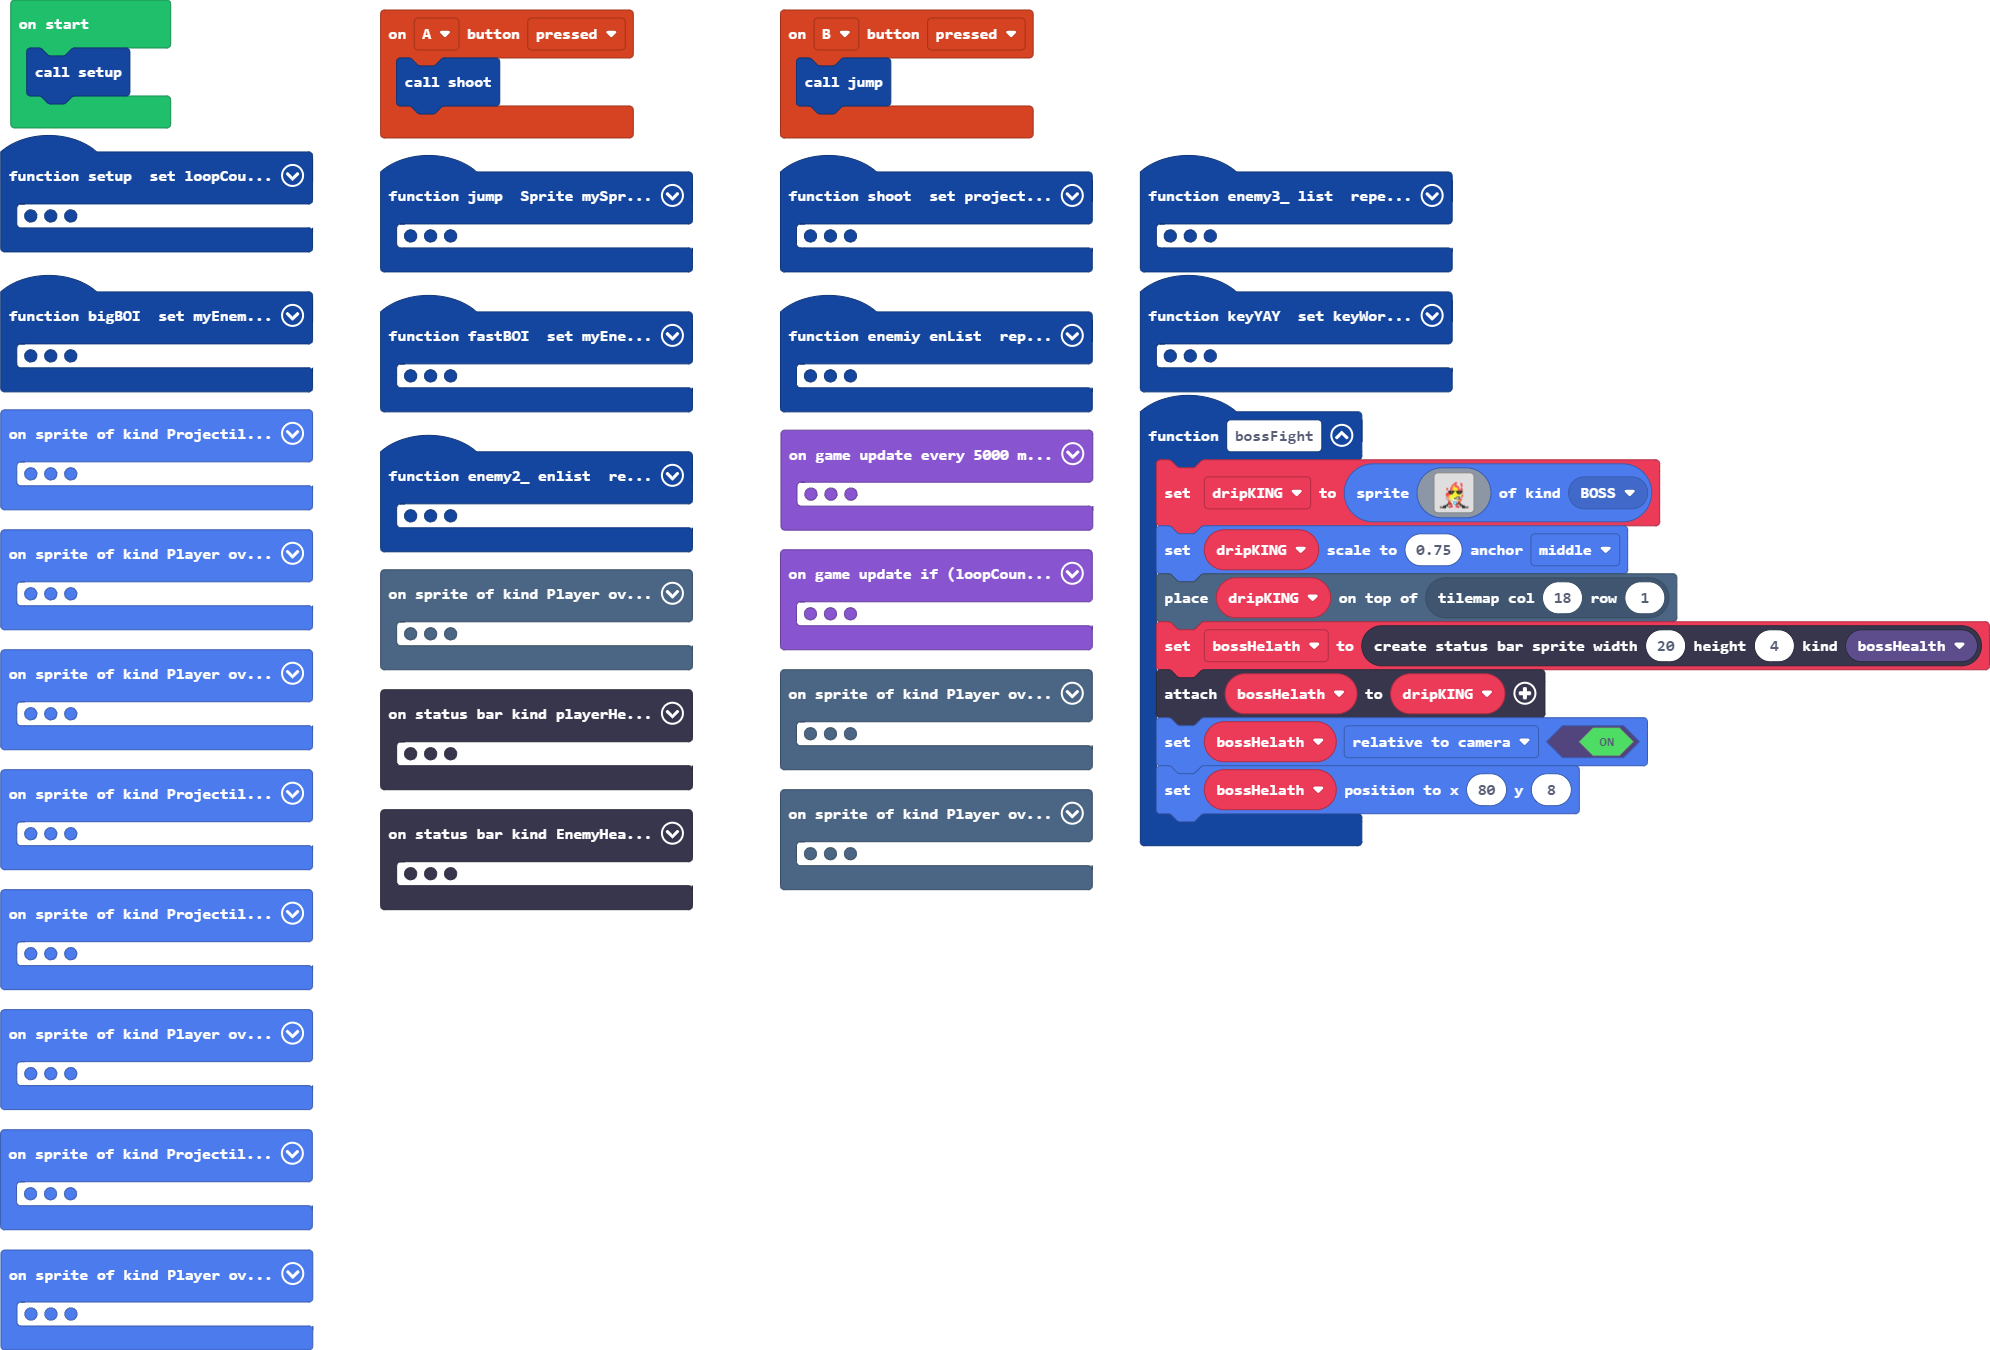 on start
call setup
function setup  set loopCou...
function bigBOI  set myEnem...
on sprite of kind Projectil...
on sprite of kind Player ov...
on sprite of kind Player ov...
on sprite of kind Projectil...
on sprite of kind Projectil...
on sprite of kind Player ov...
on sprite of kind Projectil...
on sprite of kind Player ov...
on A button pressed
call shoot
function jump  Sprite mySpr...
function fastBOI  set myEne...
function enemy2_ enlist  re...
on sprite of kind Player ov...
on status bar kind playerHe...
on status bar kind EnemyHea...
on B button pressed
call jump
function shoot  set project...
function enemiy enList  rep...
on game update every 5000 m...
on game update if (loopCoun...
on sprite of kind Player ov...
on sprite of kind Player ov...
function enemy3_ list  repe...
function keyYAY  set keyWor...
function bossFight
set dripKING to sprite of kind BOSS
set dripKING scale to 0.75 anchor middle
place dripKING on top of tilemap col 18 row 1
set bossHelath to create status bar sprite width 20 height 4 kind bossHealth
attach bossHelath to dripKING
set bossHelath relative to camera ON
set bossHelath position to x 80 y 8